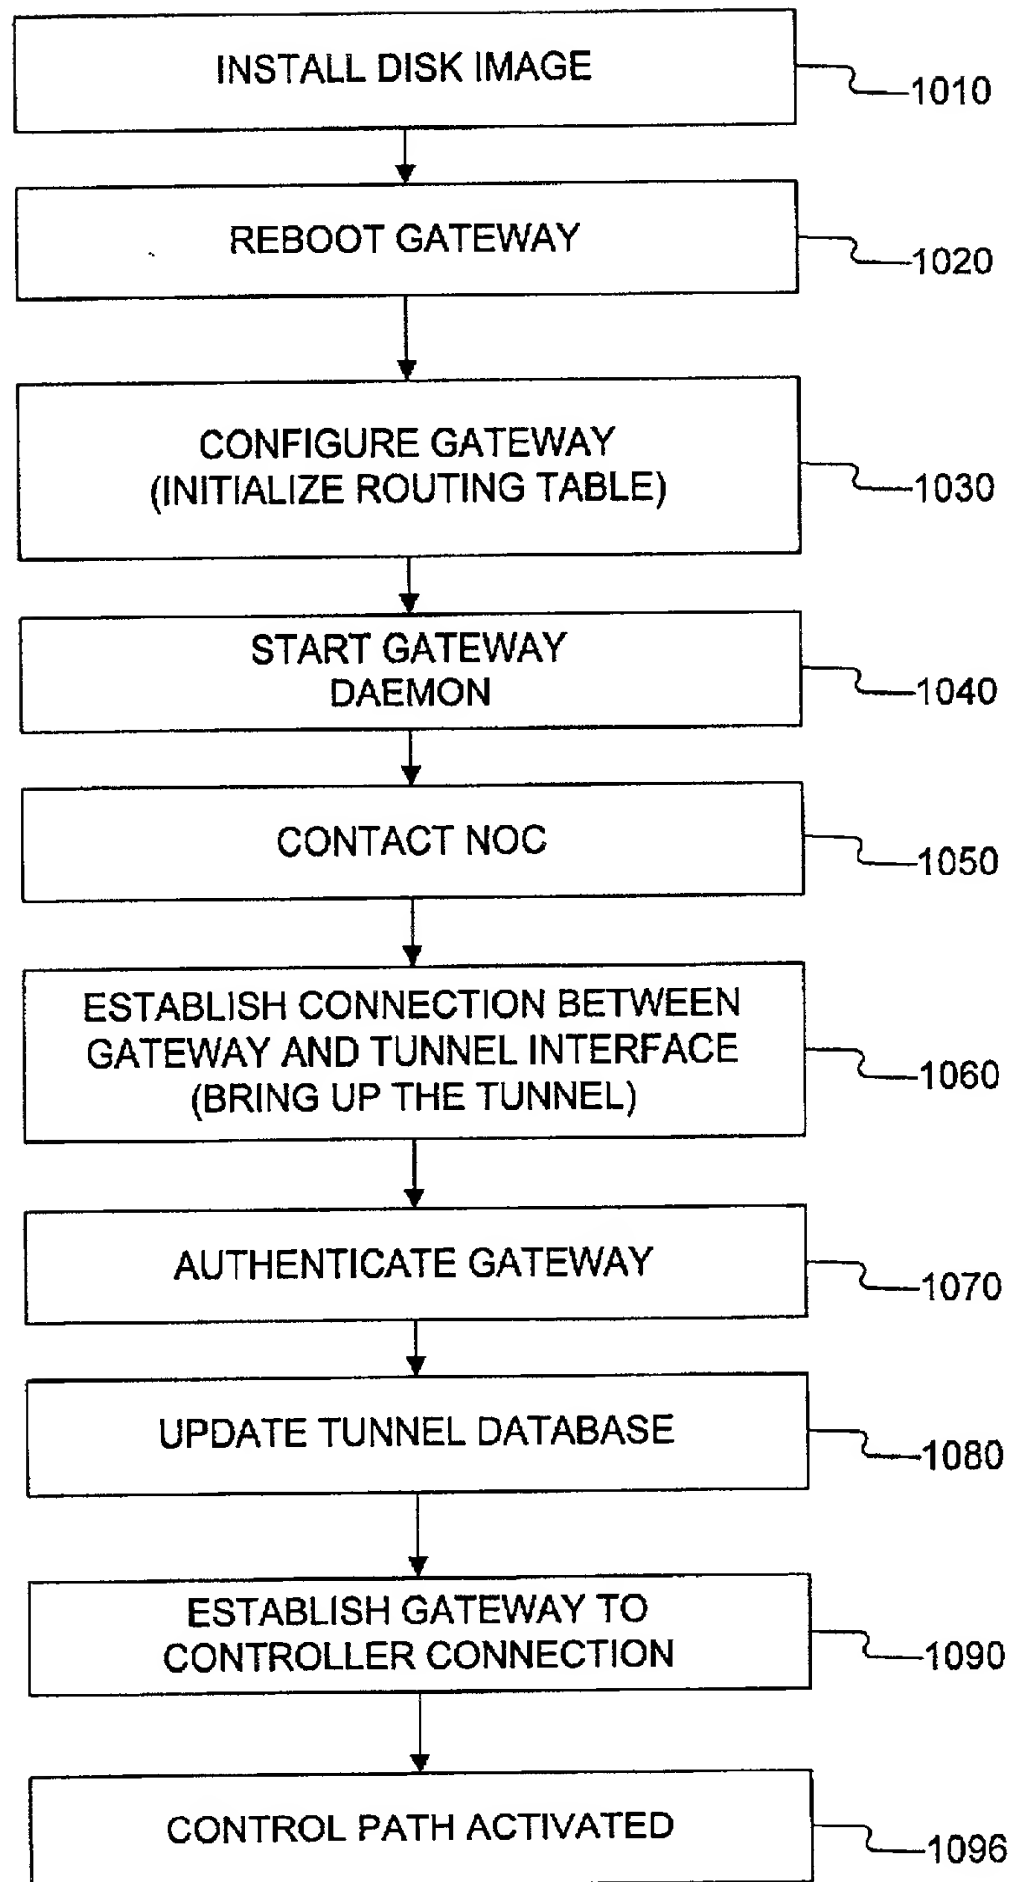 INSTALL DISK IMAGE
1010
REBOOT GATEWAY
1020
CONFIGURE GATEWAY
(INITIALIZE ROUTING TABLE)
1030
START GATEWAY
DAEMON
1040
CONTACT NOC
1050
ESTABLISH CONNECTION BETWEEN
GATEWAY AND TUNNEL INTERFACE
(BRING UP THE TUNNEL)
1060
AUTHENTICATE GATEWAY
1070
UPDATE TUNNEL DATABASE
1080
ESTABLISH GATEWAY TO
CONTROLLER CONNECTION
1090
CONTROL PATH ACTIVATED
1096